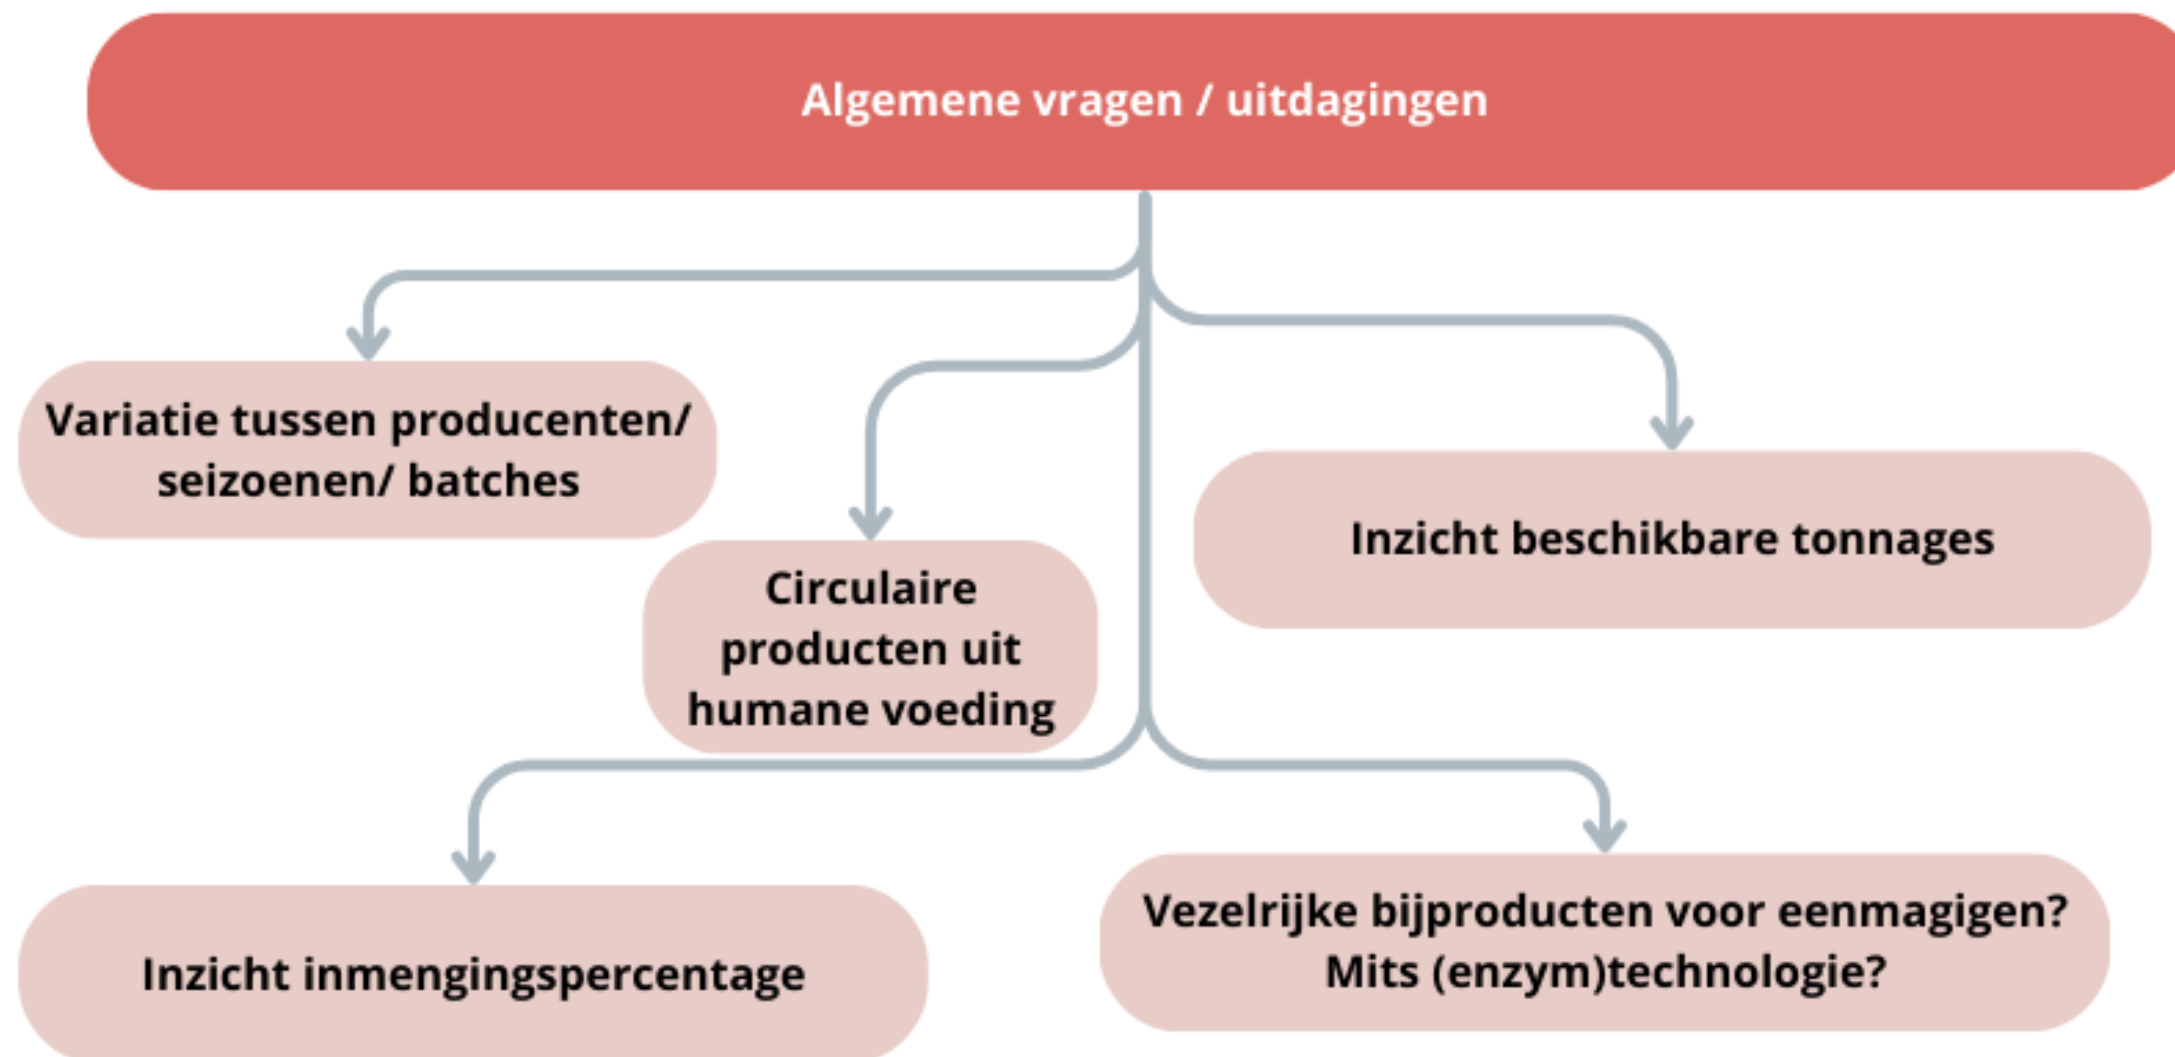 Algemene vragen / uitdagingen
Variatie tussen producenten/
seizoenen/ batches
Circulaire
producten uit
humane voeding
Inzicht beschikbare tonnages
Inzicht inmengingspercentage
Vezelrijke bijproducten voor eenmagigen?
Mits (enzym)technologie?